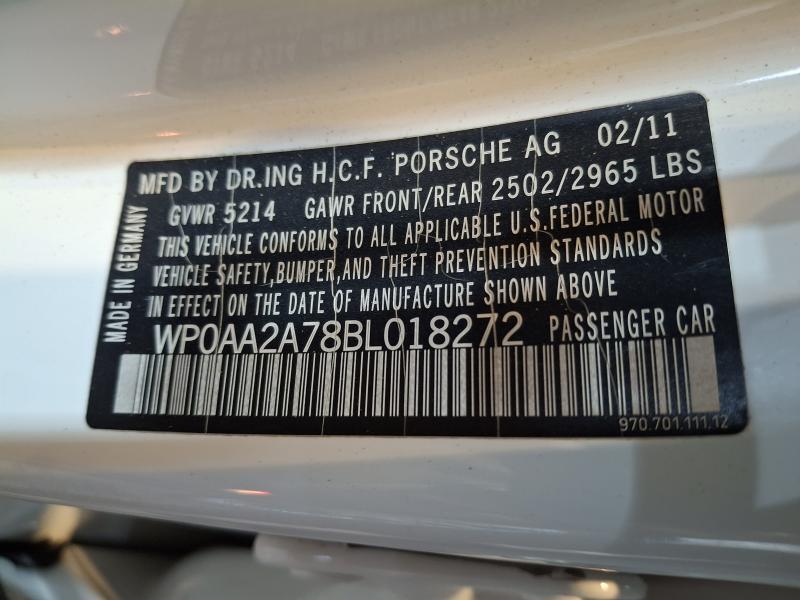 MFD BY DR.ING H.C.F. PORSCHE AG 02/11
GVWR 5214 GAWR FRONT/REAR 2502/2965 LBS
THIS VEHICLE CONFORMS TO ALL APPLICABLE U.S.FEDERAL MOTOR
VEHICLE SAFETY,BUMPER,AND THEFT PREVENTION STANDARDS
IN EFFECT ON THE DATE OF MANUFACTURE SHOWN ABOVE
WP0AA2A78BL018272 PASSENGER CAR
970.701.111.12
MADE IN GERMANY